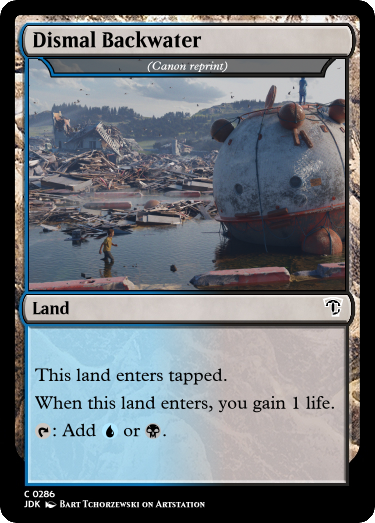 Dismal Backwater
(Canon reprint)
Land
This land enters tapped.
When this land enters, you gain 1 life.
: Add or .
C 0286
JDK Bart Tchorzewski on Artstation